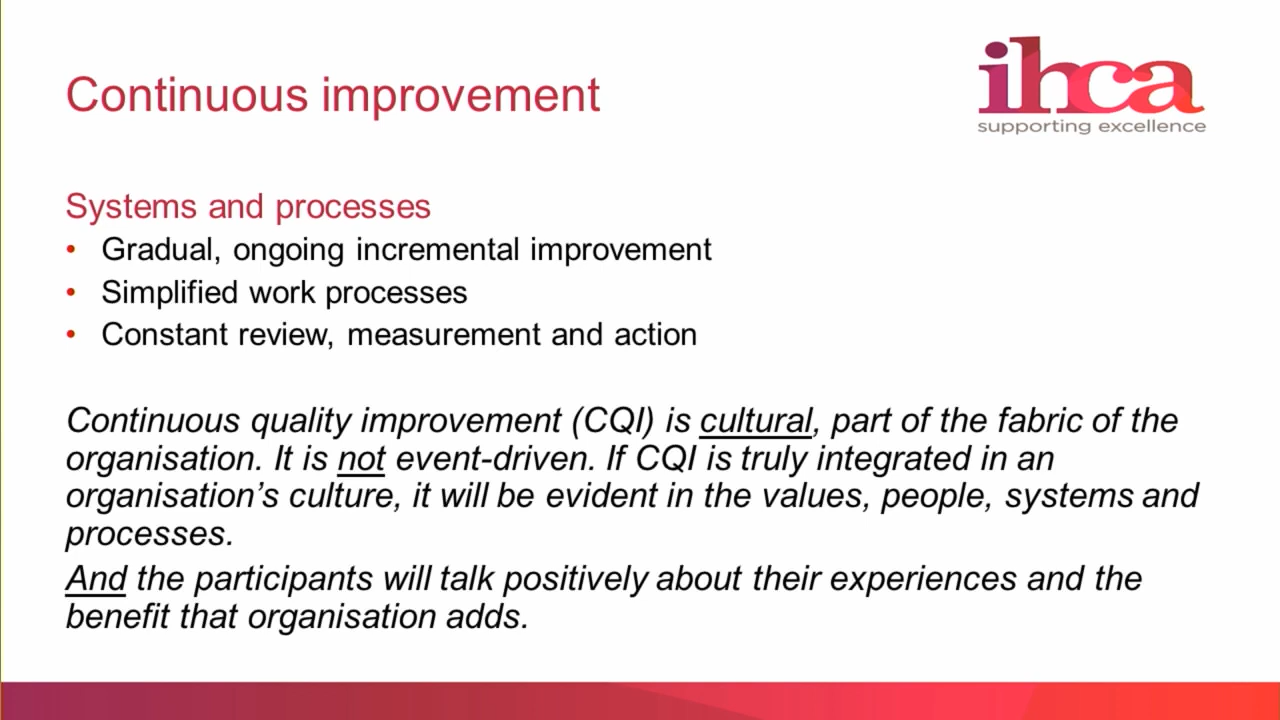 Continuous improvement
ihca
supporting excellence
Systems and processes
• Gradual, ongoing incremental improvement
• Simplified work processes
• Constant review, measurement and action
Continuous quality improvement (CQI) is cultural, part of the fabric of the
organisation. It is not event-driven. If CQI is truly integrated in an
organisation’s culture, it will be evident in the values, people, systems and
processes.
And the participants will talk positively about their experiences and the
benefit that organisation adds.